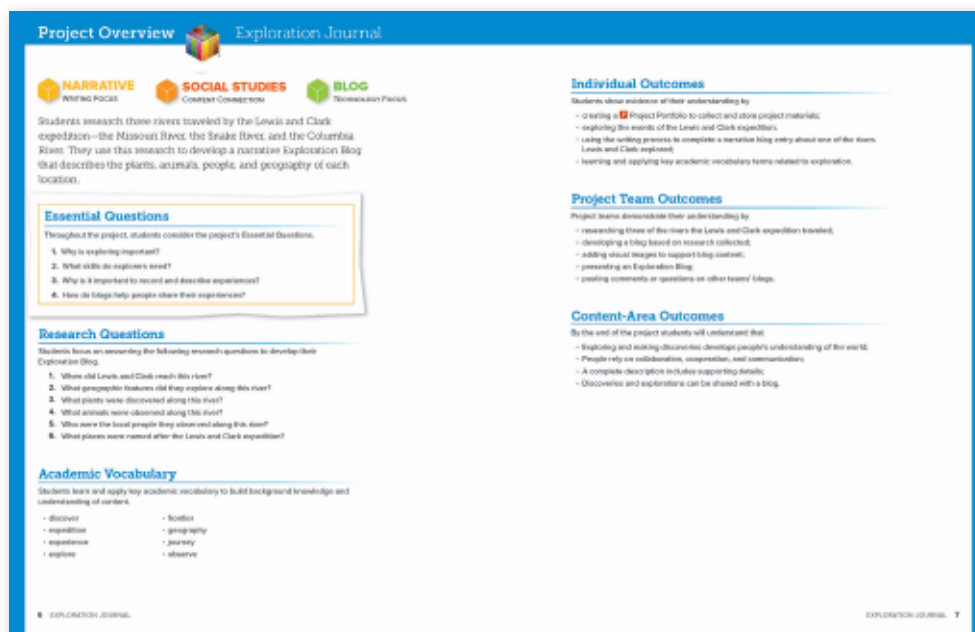 Project Overview Exploration Journal
NARRATIVE
WRITING FOCUS
SOCIAL STUDIES
CONTENT CONNECTION
BLOG
TECHNOLOGY FOCUS
Students research three rivers traveled by the Lewis and Clark
expedition—the Missouri River, the Snake River, and the Columbia
River. They use this research to develop a narrative Exploration Blog
that describes the plants, animals, people, and geography of each
location.
Essential Questions
Throughout the project, students consider the project's Essential Questions.
1. Why is exploring important?
2. What skills do explorers need?
3. Why is it important to record and describe experiences?
4. How do blogs help people share their experiences?
Research Questions
Students focus on answering the following research questions to develop their
Exploration Blog.
1. When did Lewis and Clark reach this river?
2. What geographic features did they explore along this river?
3. What plants were discovered along this river?
4. What animals were observed along this river?
5. Who were the local people they observed along this river?
6. What places were named after the Lewis and Clark expedition?
Academic Vocabulary
Students learn and apply key academic vocabulary to build background knowledge and
understanding of content.
• discover
• expedition
• experience
• explore
• frontier
• geography
• journey
• observe
6 EXPLORATION JOURNAL
Individual Outcomes
Students show evidence of their understanding by
– creating a P Project Portfolio to collect and store project materials;
– exploring the events of the Lewis and Clark expedition;
– using the writing process to complete a narrative blog entry about one of the rivers
Lewis and Clark explored;
– learning and applying key academic vocabulary terms related to exploration.
Project Team Outcomes
Project teams demonstrate their understanding by
– researching three of the rivers the Lewis and Clark expedition traveled;
– developing a blog based on research collected;
– adding visual images to support blog content;
– presenting an Exploration Blog;
– posting comments or questions on other teams' blogs.
Content-Area Outcomes
By the end of the project students will understand that
– Exploring and making discoveries develops people's understanding of the world;
– People rely on collaboration, cooperation, and communication;
– A complete description includes supporting details;
– Discoveries and explorations can be shared with a blog.
EXPLORATION JOURNAL 7